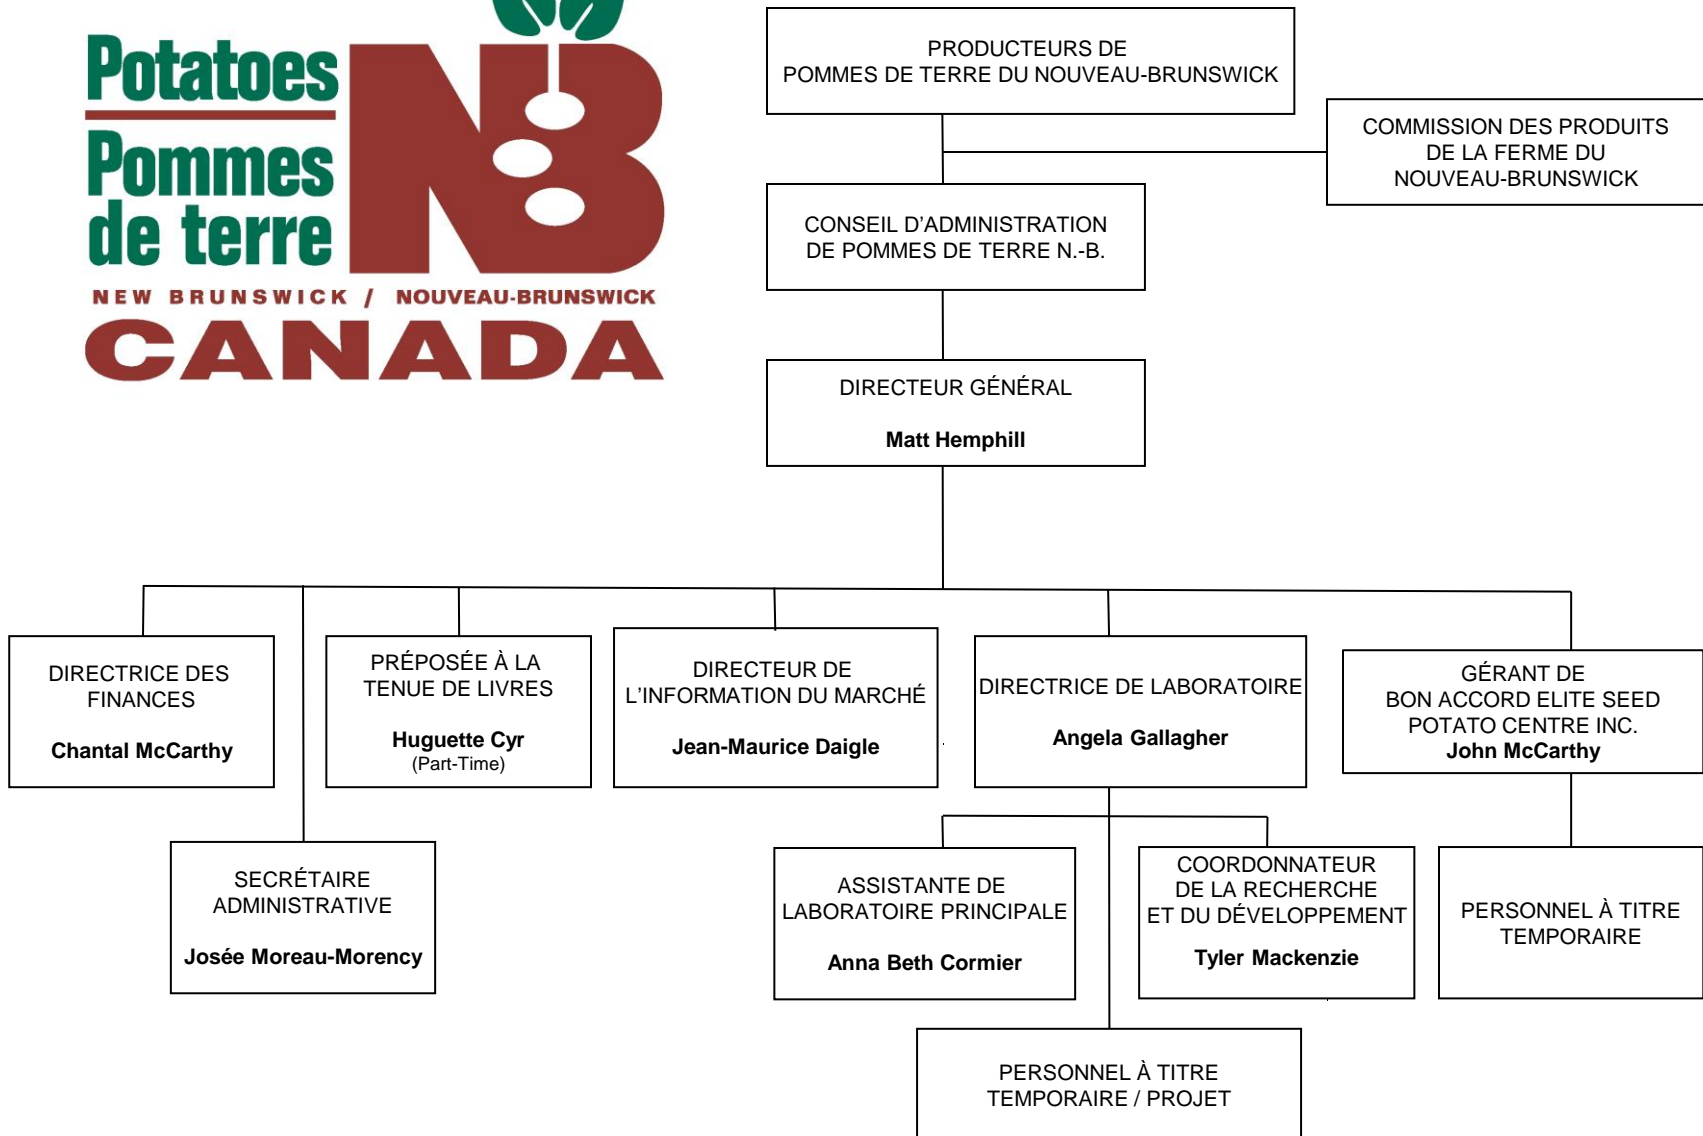 Potatoes
Pommes
de terre
NB
NEW BRUNSWICK / NOUVEAU-BRUNSWICK
CANADA
PRODUCTEURS DE
POMMES DE TERRE DU NOUVEAU-BRUNSWICK
COMMISSION DES PRODUITS
DE LA FERME DU
NOUVEAU-BRUNSWICK
CONSEIL D’ADMINISTRATION
DE POMMES DE TERRE N.-B.
DIRECTEUR GÉNÉRAL
Matt Hemphill
DIRECTRICE DES
FINANCES
Chantal McCarthy
PRÉPOSÉE À LA
TENUE DE LIVRES
Huguette Cyr
(Part-Time)
DIRECTEUR DE
L’INFORMATION DU MARCHÉ
Jean-Maurice Daigle
DIRECTRICE DE LABORATOIRE
Angela Gallagher
GÉRANT DE
BON ACCORD ELITE SEED
POTATO CENTRE INC.
John McCarthy
SECRÉTAIRE
ADMINISTRATIVE
Josée Moreau-Morency
ASSISTANTE DE
LABORATOIRE PRINCIPALE
Anna Beth Cormier
COORDONNATEUR
DE LA RECHERCHE
ET DU DÉVELOPPEMENT
Tyler Mackenzie
PERSONNEL À TITRE
TEMPORAIRE
PERSONNEL À TITRE
TEMPORAIRE / PROJET